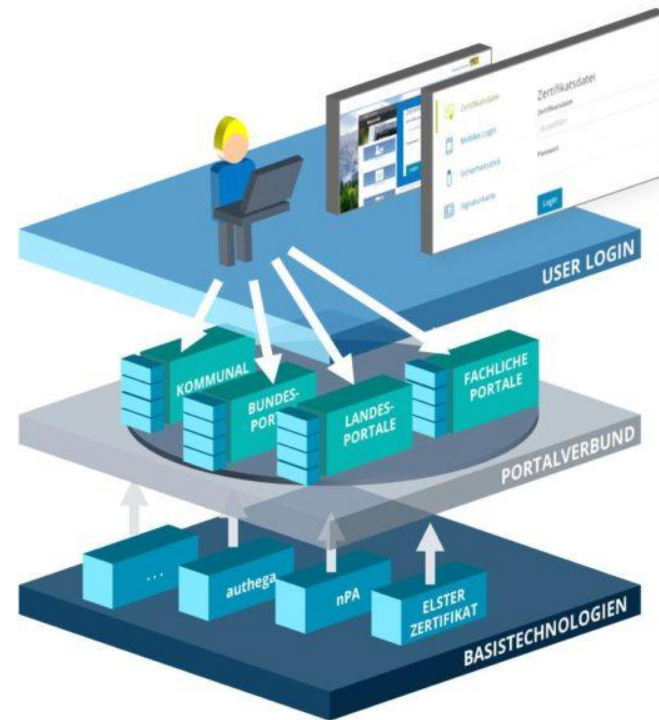 Zertifikatsdatei
Zertifikatsdatei
Zertifikatsdatei
Auswählen
Mobiles Login
Passwort
Sicherheitsstick
Signaturkarte
Login
USER LOGIN
KOMMUNAL
BUNDES-
LANDES-
PORTALE
FACHLICHE
PORTALE
PORTALVERBUND
...
authega
nPA
ELSTER
ZERTIFIKAT
BASISTECHNOLOGIEN